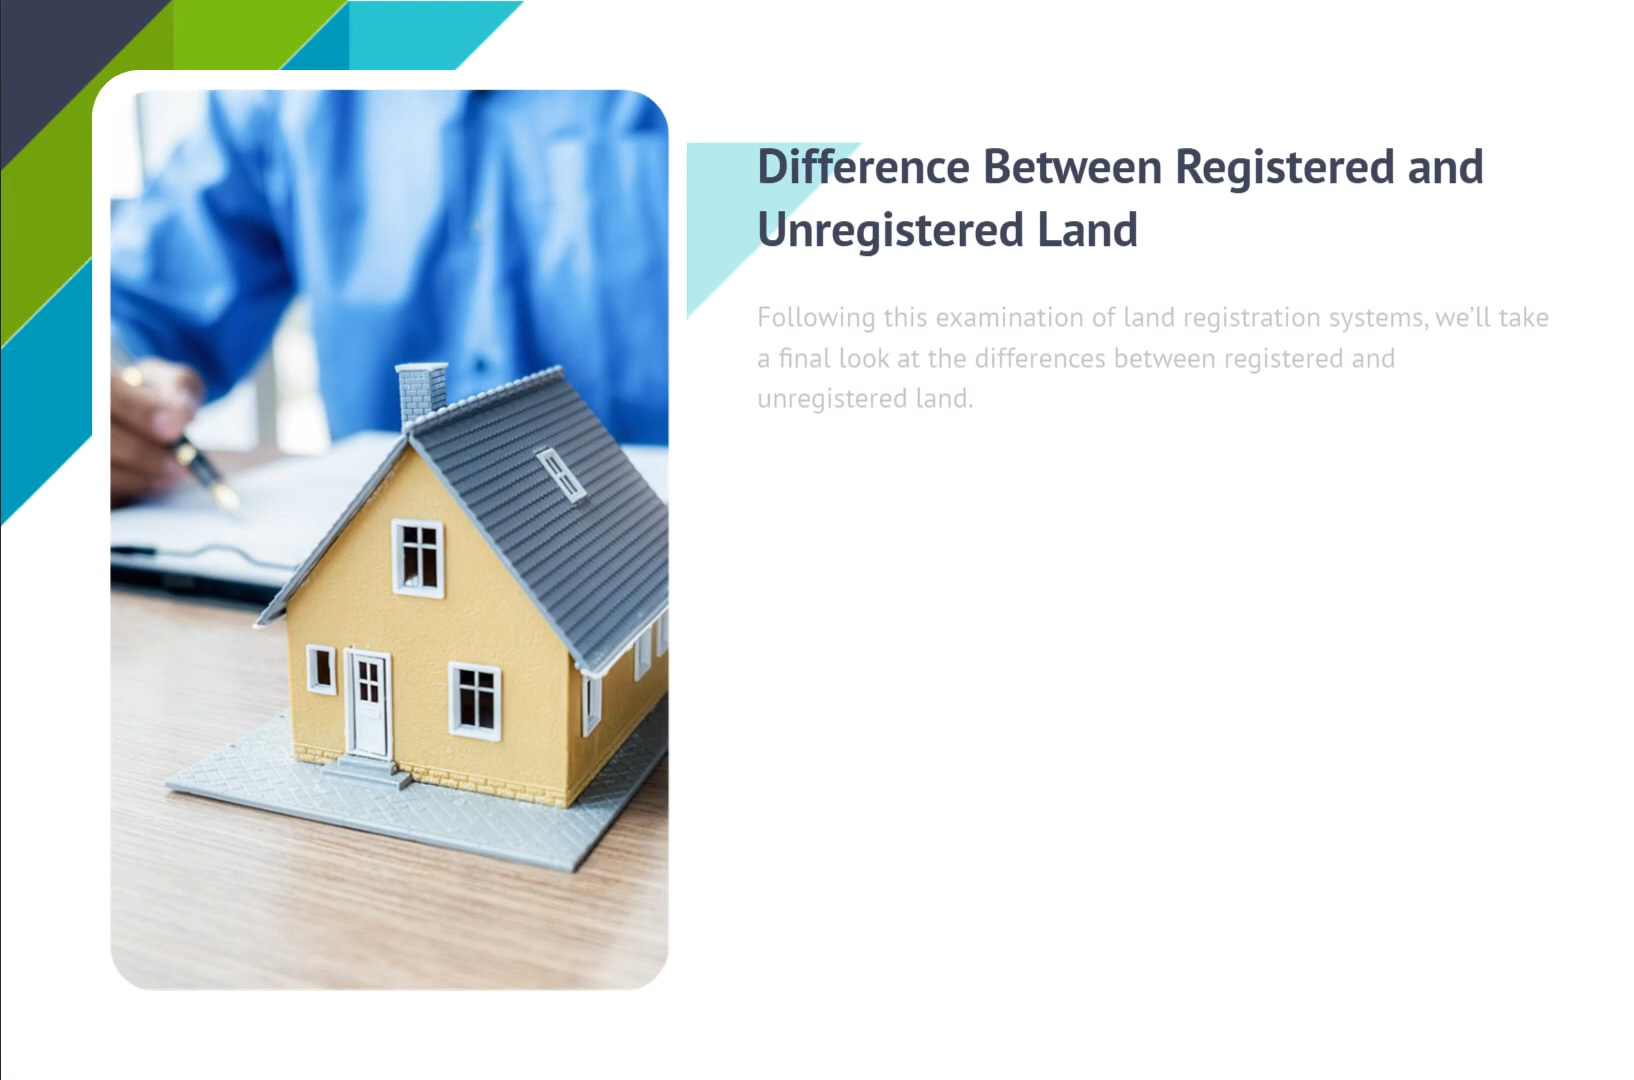 Difference Between Registered and
Unregistered Land
Following this examination of land registration systems, we’ll take
a final look at the differences between registered and
unregistered land.